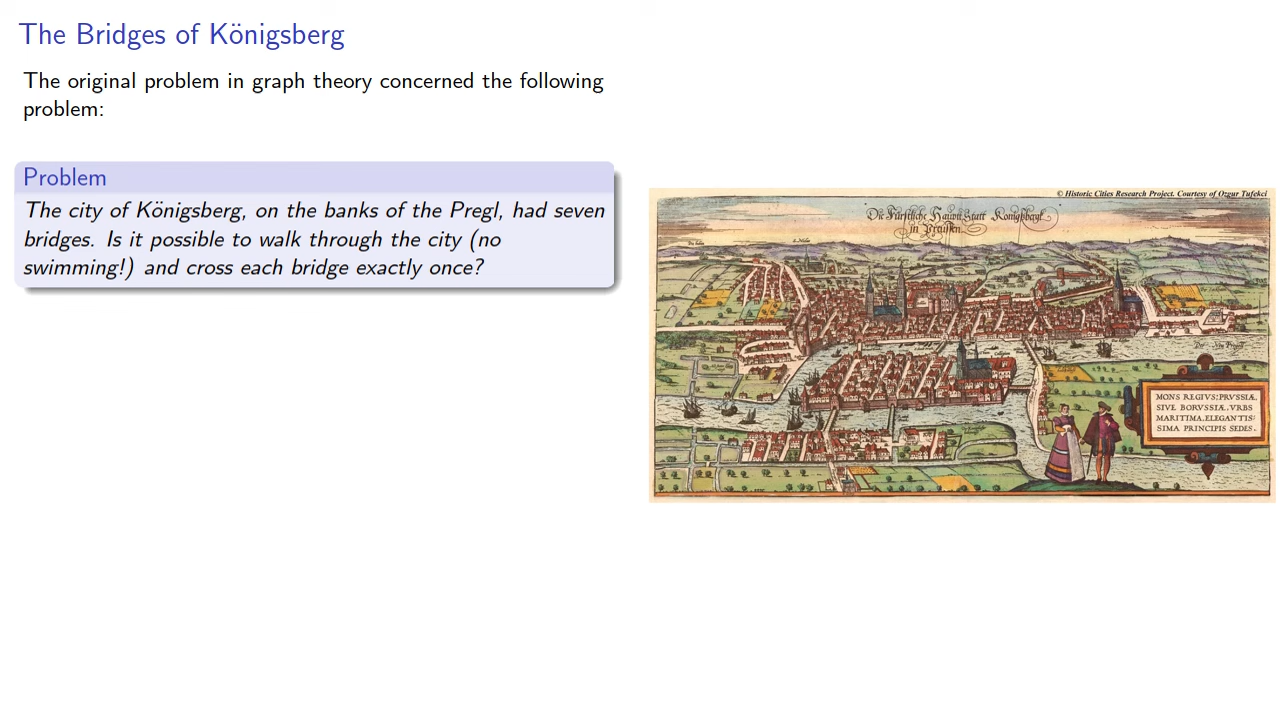 The Bridges of Königsberg
The original problem in graph theory concerned the following
problem:
Problem
The city of Königsberg, on the banks of the Pregl, had seven
bridges. Is it possible to walk through the city (no
swimming!) and cross each bridge exactly once?
© Historic Cities Research Project. Courtesy of Ozgur Tufekci
MONS REGIVS: PRVSSIÆ,
SIVE BORVSSIÆ, VRBS
MARITIMA, ELEGANTIS:
SIMA PRINCIPIS SEDES.